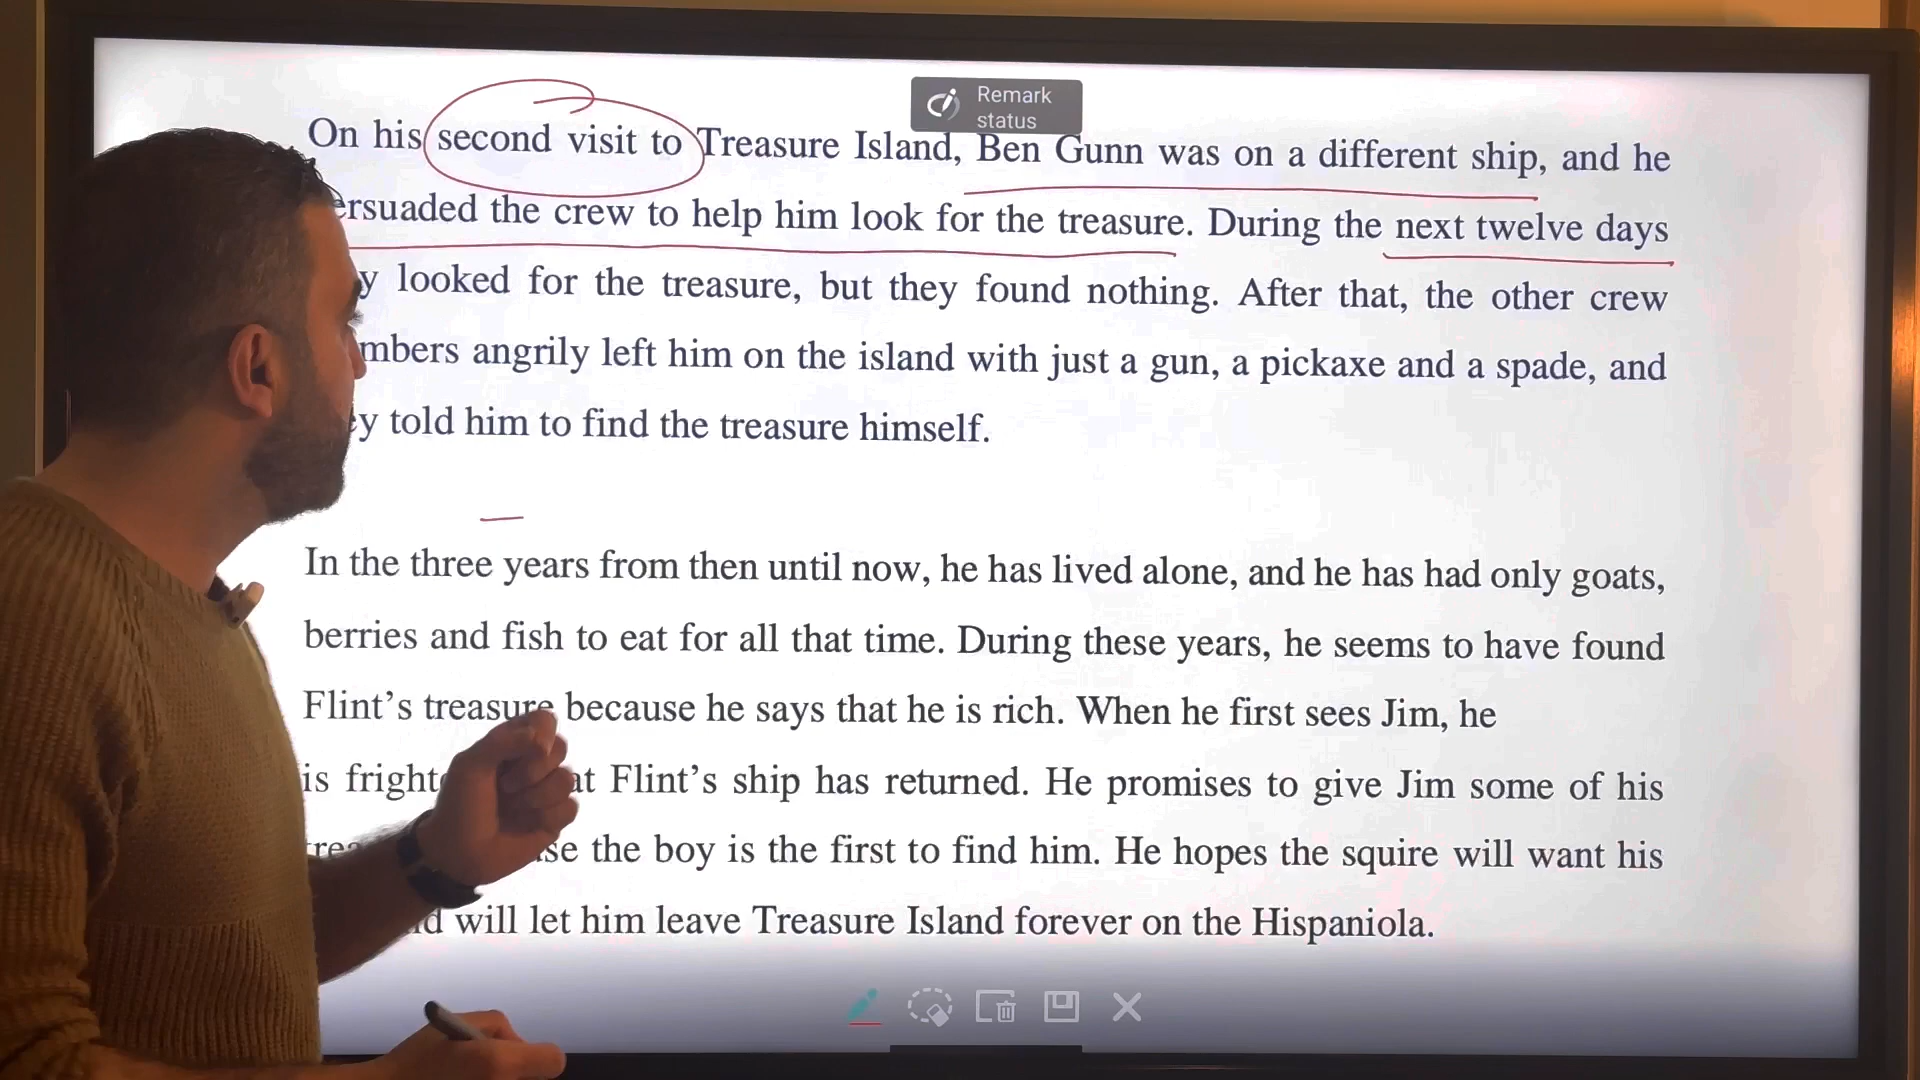 Remark
status
On his second visit to Treasure Island, Ben Gunn was on a different ship, and he
ersuaded the crew to help him look for the treasure. During the next twelve days
y looked for the treasure, but they found nothing. After that, the other crew
mbers angrily left him on the island with just a gun, a pickaxe and a spade, and
y told him to find the treasure himself.
In the three years from then until now, he has lived alone, and he has had only goats,
berries and fish to eat for all that time. During these years, he seems to have found
Flint's treasure because he says that he is rich. When he first sees Jim, he
is fright at Flint's ship has returned. He promises to give Jim some of his
trea se the boy is the first to find him. He hopes the squire will want his
d will let him leave Treasure Island forever on the Hispaniola.